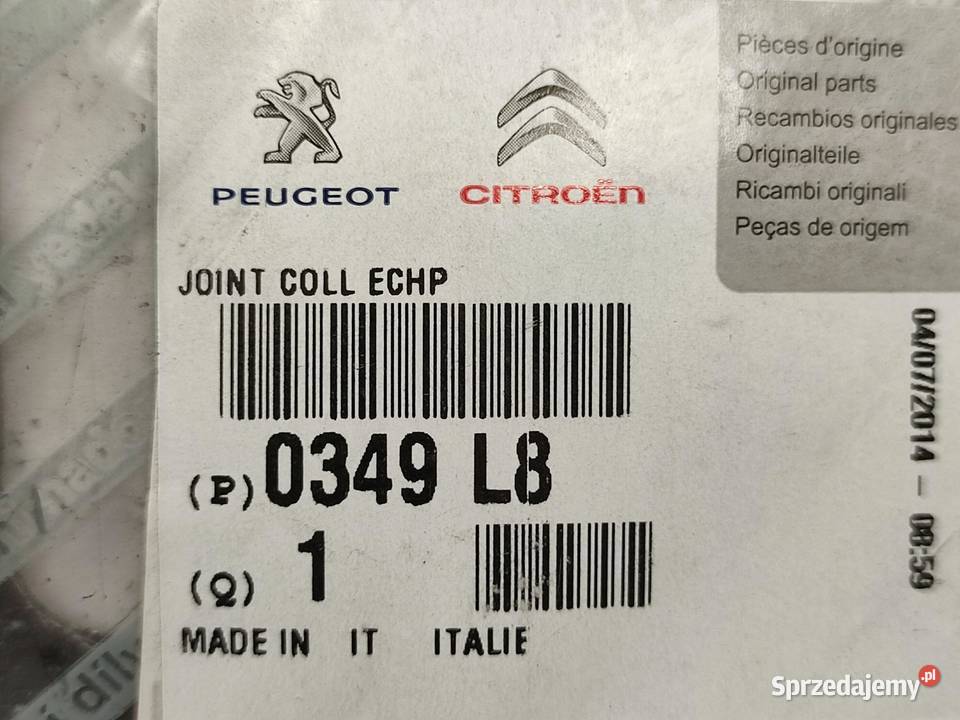 Pièces d'origine
Original parts
Recambios originales
Originalteile
Ricambi originali
Peças de origem
PEUGEOT
CITROËN
JOINT COLL ECHP
(P) 0349 L8
(Q) 1
MADE IN IT ITALIE
04/07/2014 - 08:59
Sprzedajemy.pl